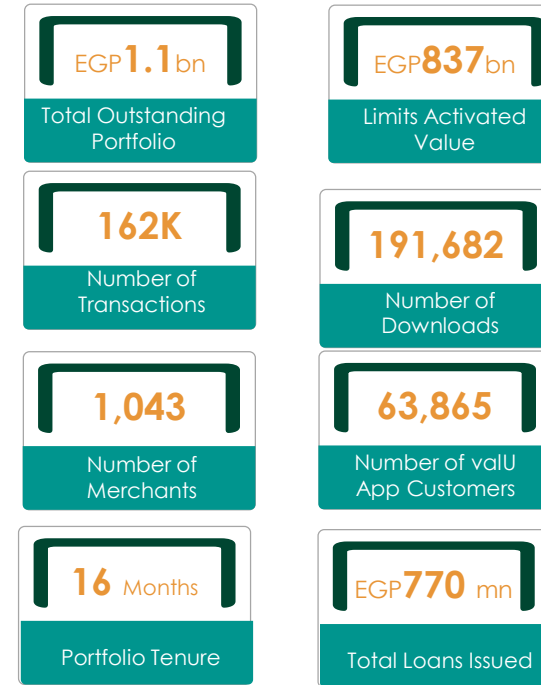 EGP1.1bn
Total Outstanding
Portfolio
EGP837bn
Limits Activated
Value
162K
Number of
Transactions
191,682
Number of
Downloads
1,043
Number of
Merchants
63,865
Number of valU
App Customers
16 Months
Portfolio Tenure
EGP770 mn
Total Loans Issued